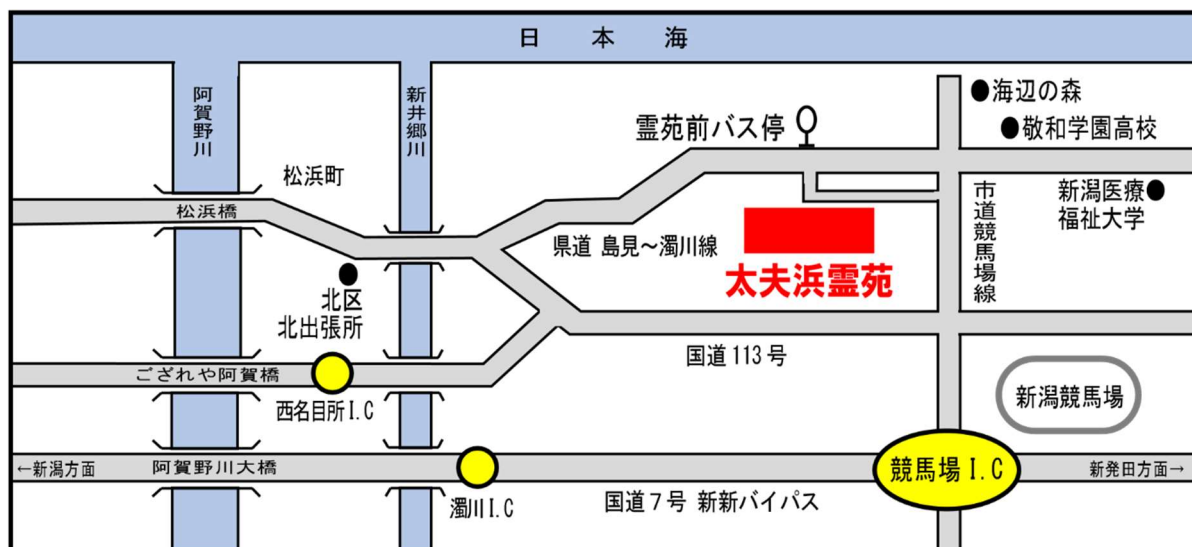 日本海
阿賀野川
新井郷川
海辺の森
霊苑前バス停
敬和学園高校
松浜町
松浜橋
市道競馬場線
新潟医療
福祉大学
県道 島見～濁川線
太夫浜霊苑
北区
北出張所
国道113号
ござれや阿賀橋
西名目所I.C
新潟競馬場
←新潟方面
阿賀野川大橋
競馬場I.C
新発田方面→
濁川I.C
国道7号 新新バイパス